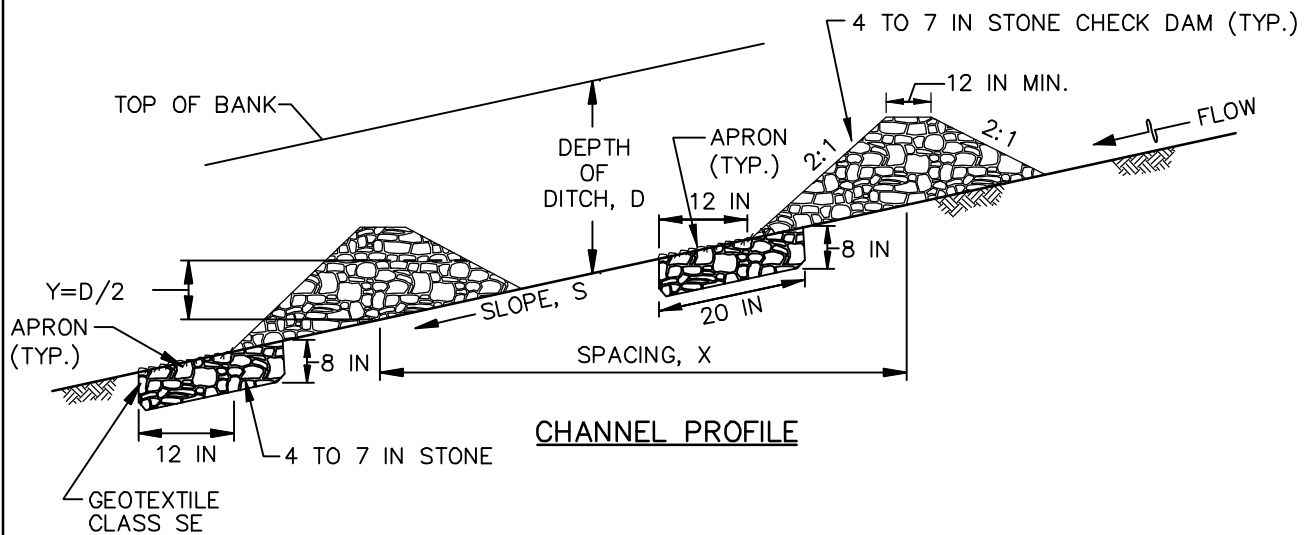 4 TO 7 IN STONE CHECK DAM (TYP.)
12 IN MIN.
TOP OF BANK
FLOW
2:1
2:1
DEPTH
OF
DITCH, D
APRON
(TYP.)
12 IN
8 IN
20 IN
Y=D/2
SLOPE, S
APRON
(TYP.)
8 IN
SPACING, X
12 IN
4 TO 7 IN STONE
CHANNEL PROFILE
GEOTEXTILE
CLASS SE